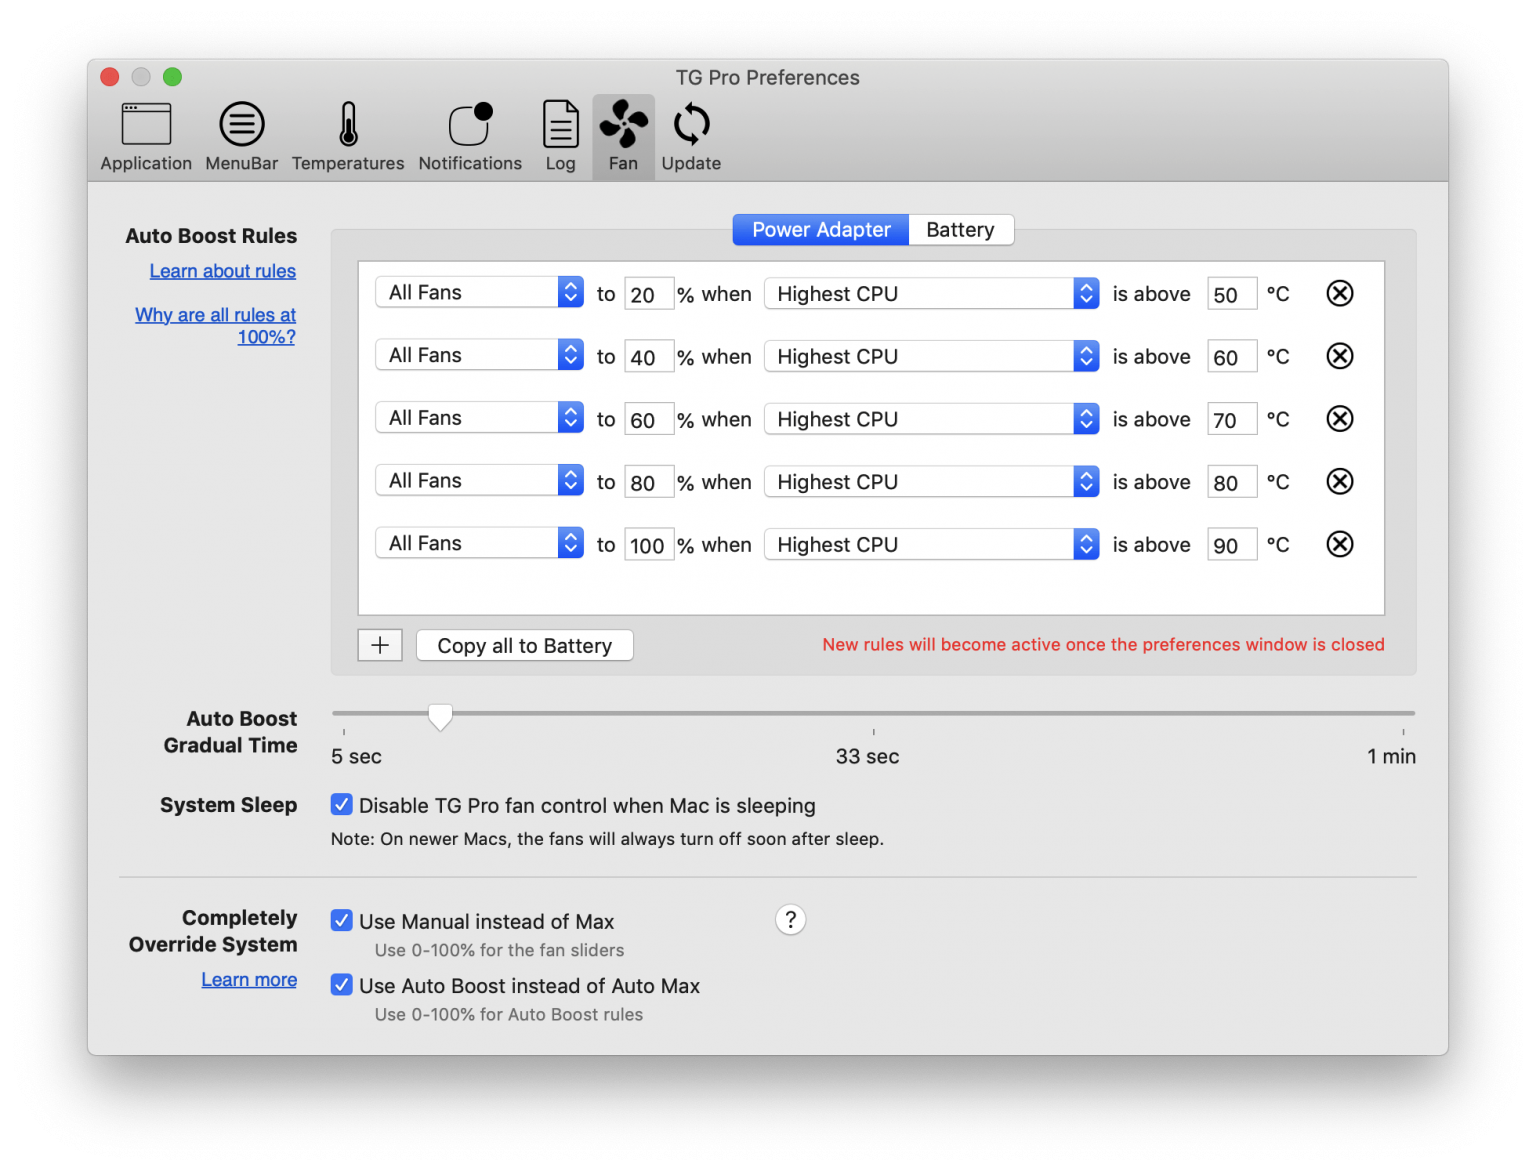 TG Pro Preferences
Application MenuBar Temperatures Notifications Log Fan Update
Auto Boost Rules
Learn about rules
Why are all rules at
100%?
Power Adapter Battery
All Fans to 20 % when Highest CPU is above 50 °C
All Fans to 40 % when Highest CPU is above 60 °C
All Fans to 60 % when Highest CPU is above 70 °C
All Fans to 80 % when Highest CPU is above 80 °C
All Fans to 100 % when Highest CPU is above 90 °C
+ Copy all to Battery New rules will become active once the preferences window is closed
Auto Boost
Gradual Time
5 sec 33 sec 1 min
System Sleep Disable TG Pro fan control when Mac is sleeping
Note: On newer Macs, the fans will always turn off soon after sleep.
Completely
Override System
Learn more
Use Manual instead of Max ?
Use 0-100% for the fan sliders
Use Auto Boost instead of Auto Max
Use 0-100% for Auto Boost rules